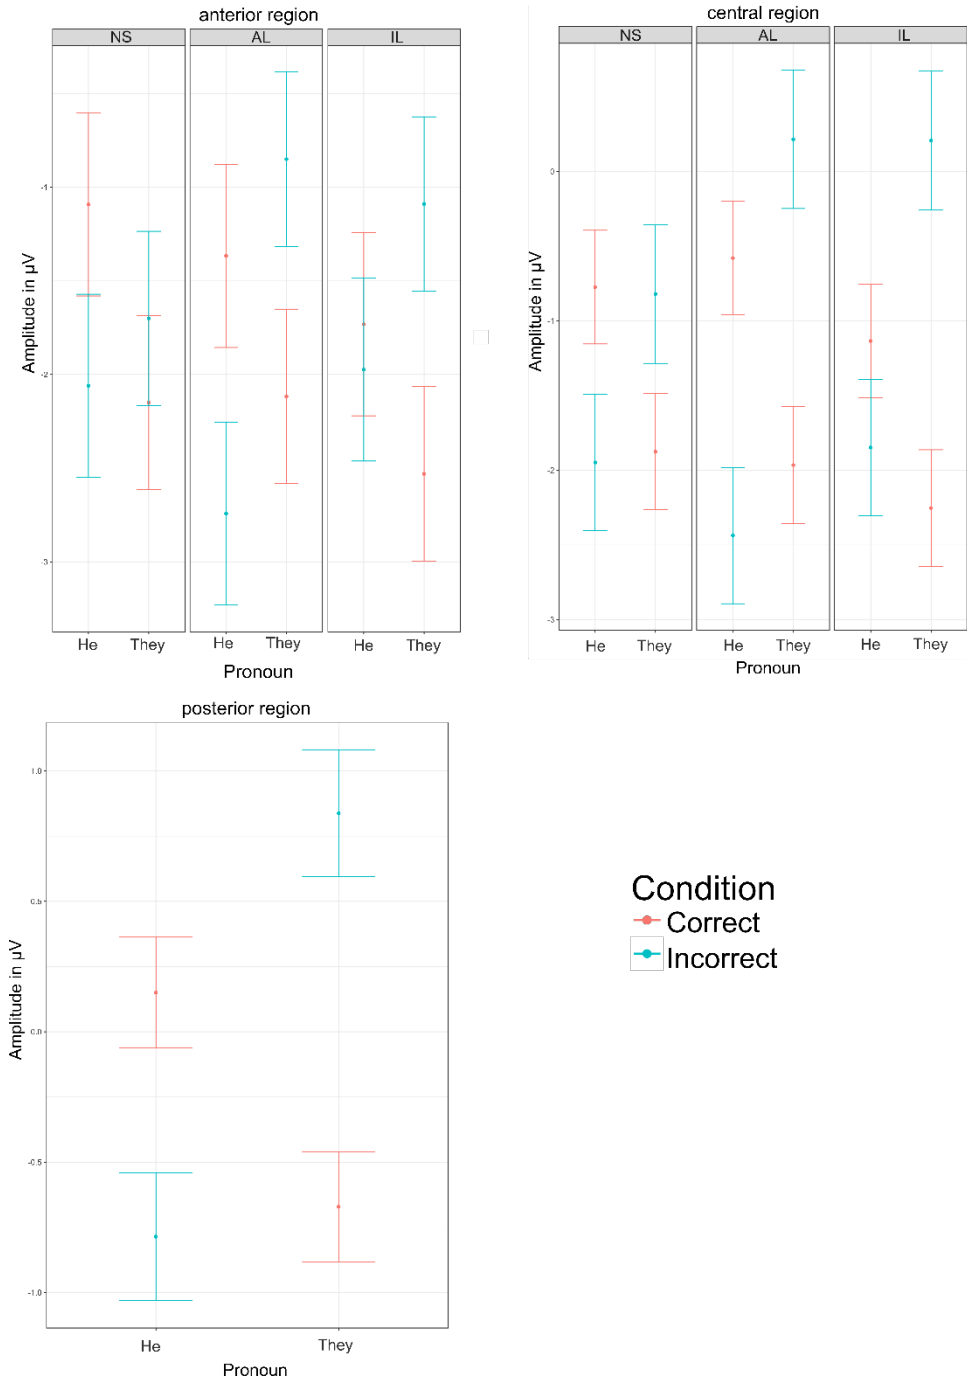 anterior region
NS AL IL
-1
-2
-3
Amplitude in µV
He They He They He They
Pronoun
central region
NS AL IL
0
-1
-2
-3
Amplitude in µV
He They He They He They
Pronoun
posterior region
1.0
0.5
0.0
-0.5
-1.0
Amplitude in µV
He They
Pronoun
Condition
Correct
Incorrect